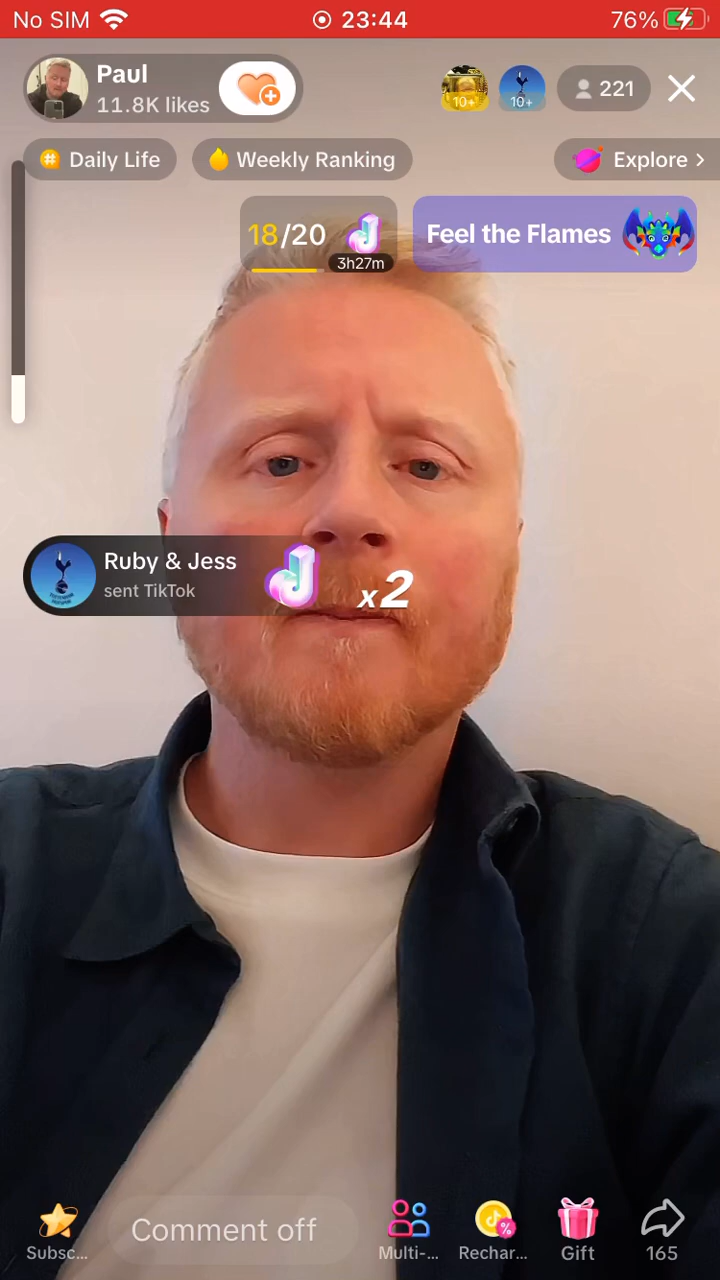 No SIM 23:44 76%
Paul
11.8K likes
10+ 10+ 221
Daily Life Weekly Ranking Explore >
18/20 Feel the Flames
3h27m
Ruby & Jess
sent TikTok x2
Subsc... Comment off Multi-... Rechar... Gift 165